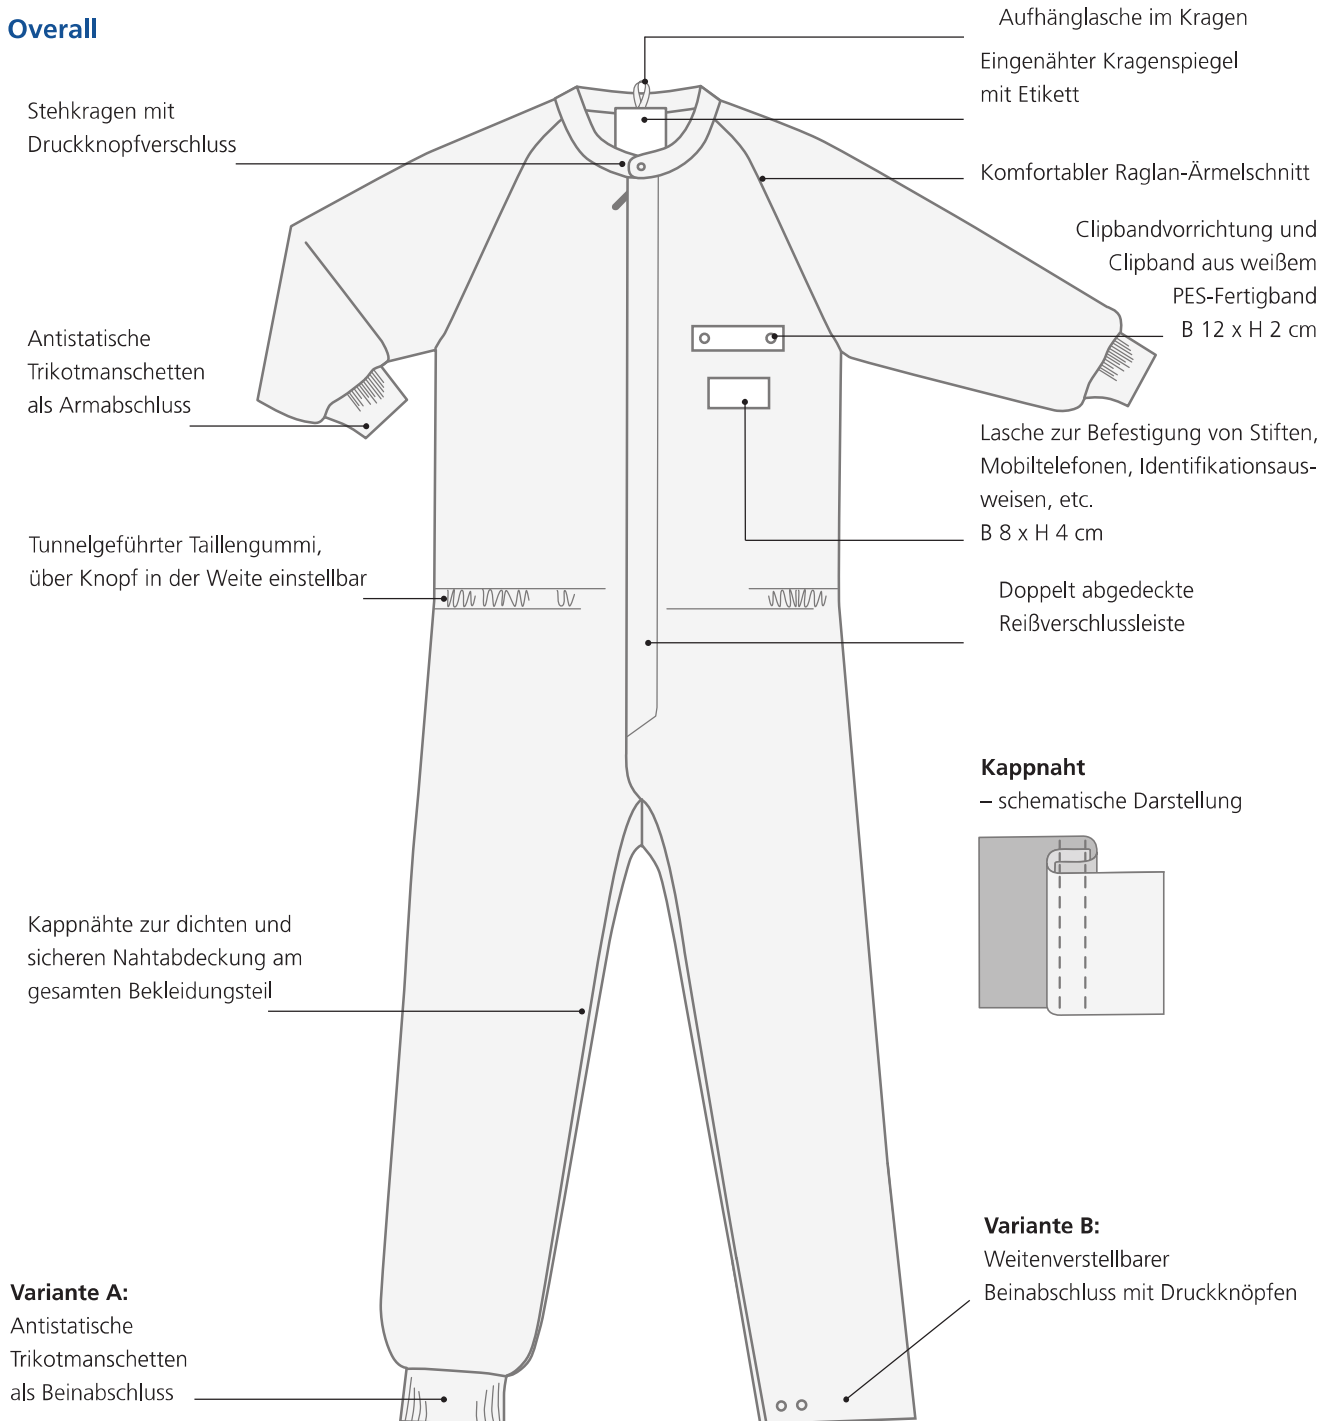 Overall
Aufhänglasche im Kragen
Eingenähter Kragenspiegel
mit Etikett
Stehkragen mit
Druckknopfverschluss
Komfortabler Raglan-Ärmelschnitt
Clipbandvorrichtung und
Clipband aus weißem
PES-Fertigband
B 12 x H 2 cm
Antistatische
Trikotmanschetten
als Armabschluss
Lasche zur Befestigung von Stiften,
Mobiltelefonen, Identifikationsaus-
weisen, etc.
B 8 x H 4 cm
Tunnelgeführter Taillengummi,
über Knopf in der Weite einstellbar
Doppelt abgedeckte
Reißverschlussleiste
Kappnaht
– schematische Darstellung
Kappnähte zur dichten und
sicheren Nahtabdeckung am
gesamten Bekleidungsteil
Variante B:
Weitenverstellbarer
Beinabschluss mit Druckknöpfen
Variante A:
Antistatische
Trikotmanschetten
als Beinabschluss